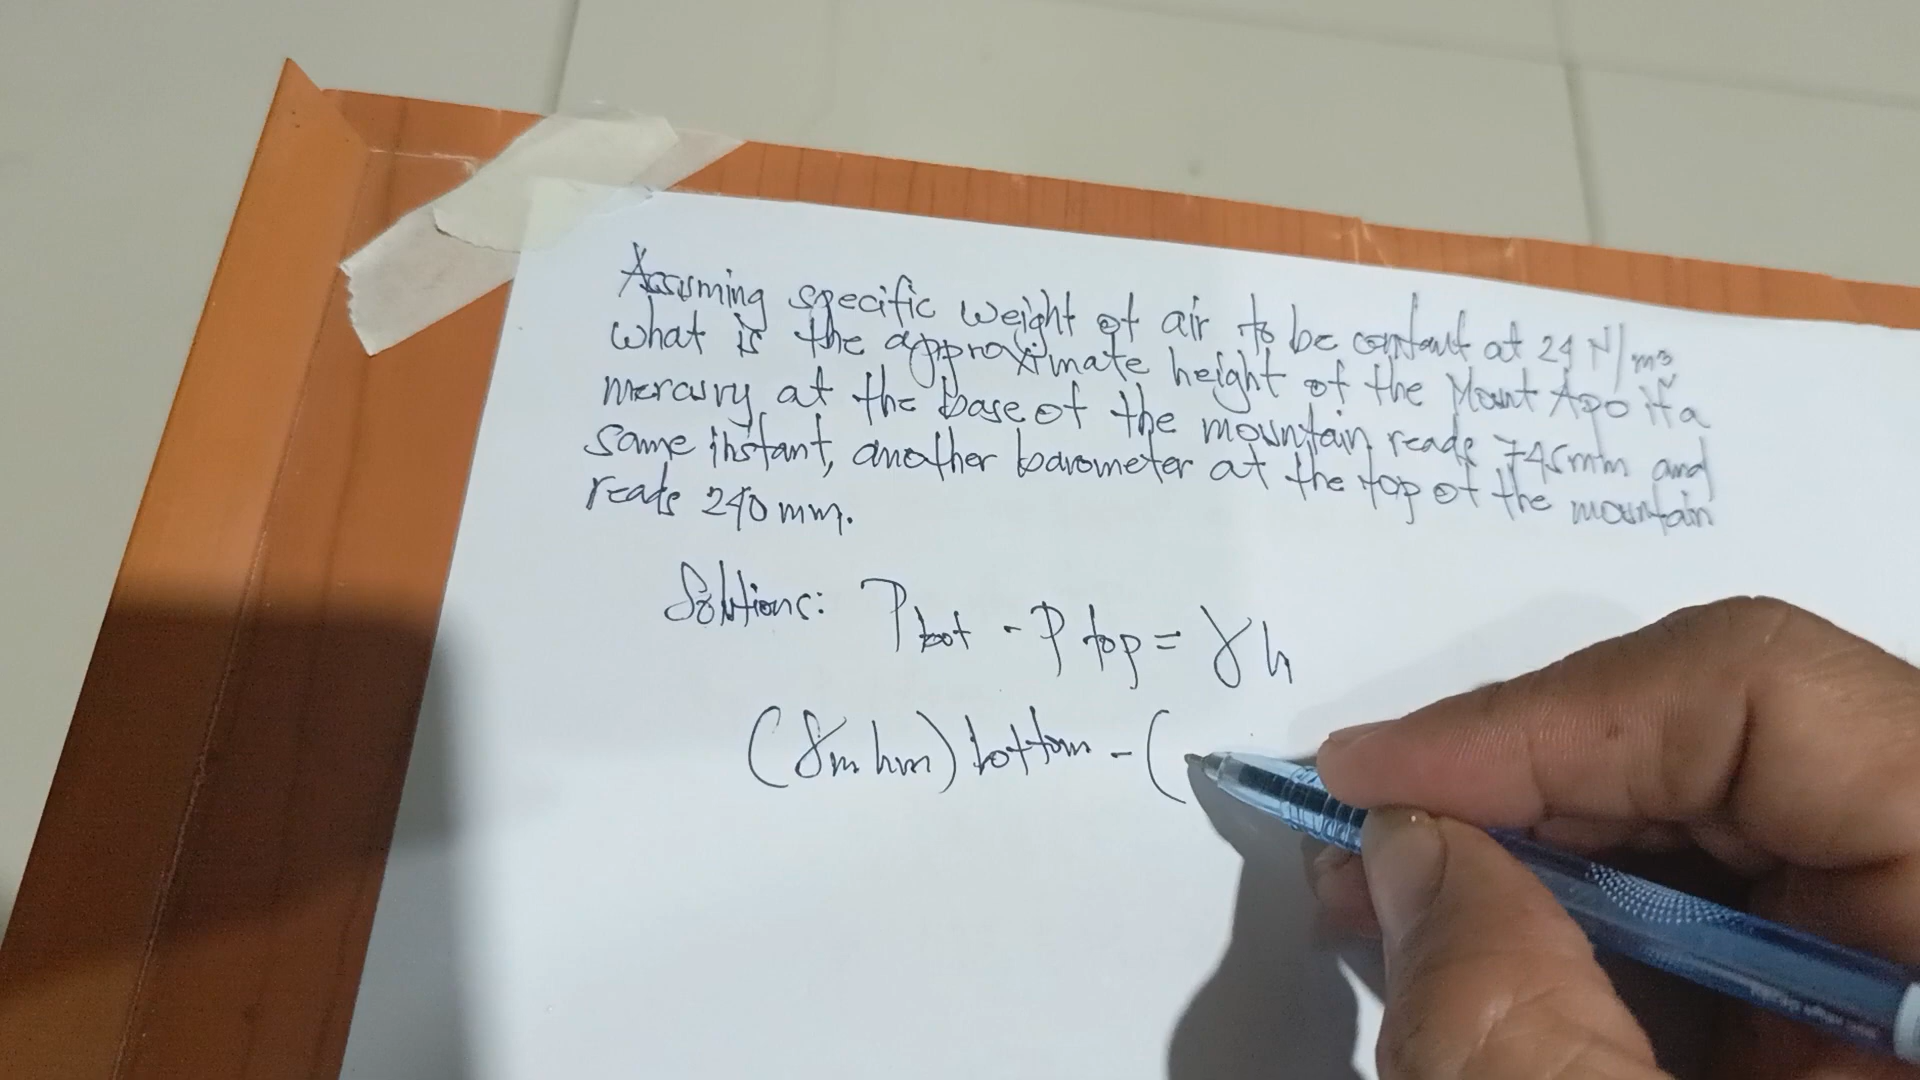 Assuming specific weight of air to be contant at 24 N/m³
what is the approximate height of the Mount Apo if a
mercury at the base of the mountain reads 745mm and
same instant, another barometer at the top of the mountain
reads 240 mm.
Solutions: Pbot - Ptop = γh
(γm hm) bottom - (